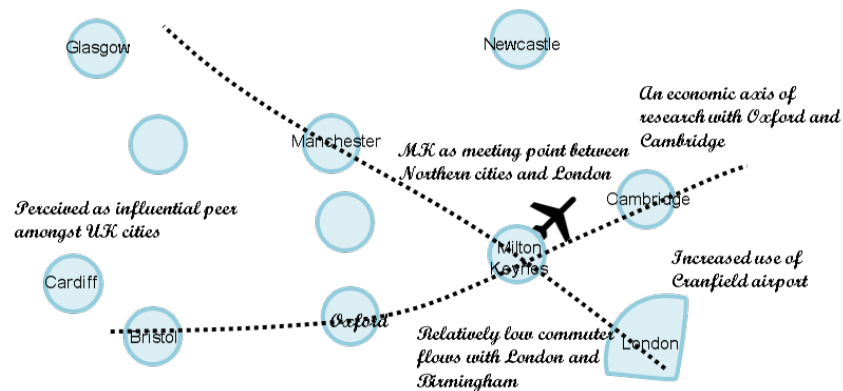 Glasgow
Newcastle
An economic axis of
research with Oxford and
Cambridge
Manchester
MK as meeting point between
Northern cities and London
Cambridge
Perceived as influential peer
amongst UK cities
Milton
Keynes
Increased use of
Cranfield airport
Cardiff
Bristol
Oxford
Relatively low commuter
flows with London and
Birmingham
London